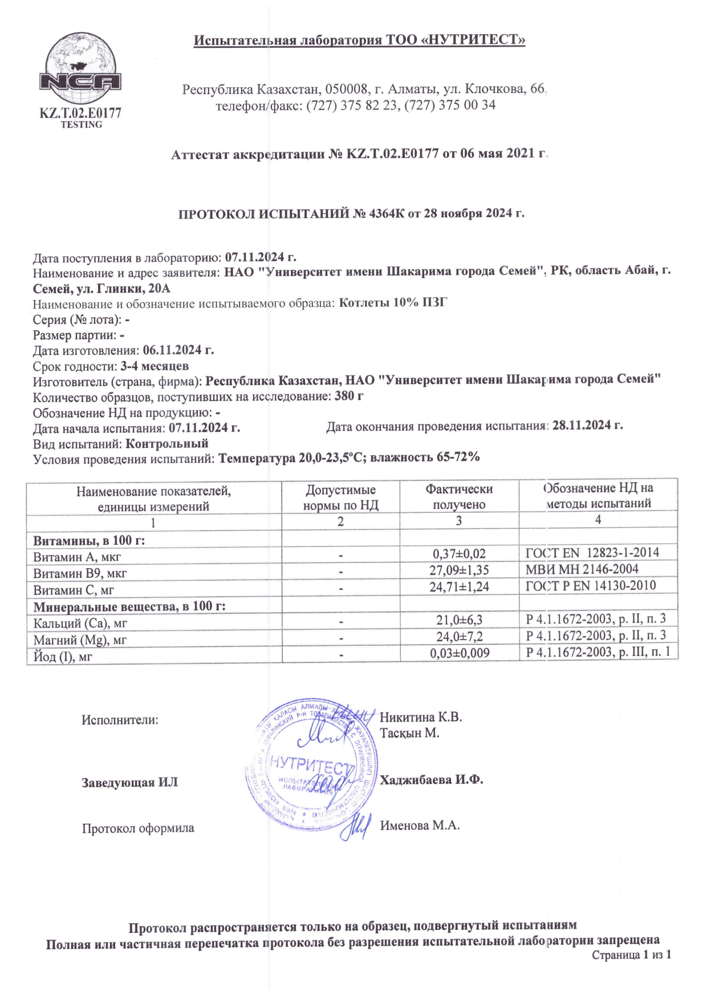 Испытательная лаборатория ТОО «НУТРИТЕСТ»
NCA
KZ.T.02.E0177
TESTING
Республика Казахстан, 050008, г. Алматы, ул. Клочкова, 66.
телефон/факс: (727) 375 82 23, (727) 375 00 34
Аттестат аккредитации № KZ.T.02.E0177 от 06 мая 2021 г.
ПРОТОКОЛ ИСПЫТАНИЙ № 4364К от 28 ноября 2024 г.
Дата поступления в лабораторию: 07.11.2024 г.
Наименование и адрес заявителя: НАО "Университет имени Шакарима города Семей", РК, область Абай, г.
Семей, ул. Глинки, 20А
Наименование и обозначение испытываемого образца: Котлеты 10% ПЗГ
Серия (№ лота): -
Размер партии: -
Дата изготовления: 06.11.2024 г.
Срок годности: 3-4 месяцев
Изготовитель (страна, фирма): Республика Казахстан, НАО "Университет имени Шакарима города Семей"
Количество образцов, поступивших на исследование: 380 г
Обозначение НД на продукцию: -
Дата начала испытания: 07.11.2024 г. Дата окончания проведения испытания: 28.11.2024 г.
Вид испытаний: Контрольный
Условия проведения испытаний: Температура 20,0-23,5ºС; влажность 65-72%
Наименование показателей, единицы измерений Допустимые нормы по НД Фактически получено Обозначение НД на методы испытаний
1 2 3 4
Витамины, в 100 г:
Витамин А, мкг - 0,37±0,02 ГОСТ EN 12823-1-2014
Витамин В9, мкг - 27,09±1,35 МВИ МН 2146-2004
Витамин С, мг - 24,71±1,24 ГОСТ Р EN 14130-2010
Минеральные вещества, в 100 г:
Кальций (Ca), мг - 21,0±6,3 Р 4.1.1672-2003, р. II, п. 3
Магний (Mg), мг - 24,0±7,2 Р 4.1.1672-2003, р. II, п. 3
Йод (I), мг - 0,03±0,009 Р 4.1.1672-2003, р. III, п. 1
Исполнители: Никитина К.В.
Тасқын М.
НУТРИТЕСТ
ИСПЫТАТЕЛЬНАЯ
ЛАБОРАТОРИЯ
Заведующая ИЛ Хаджибаева И.Ф.
Протокол оформила Именова М.А.
Протокол распространяется только на образец, подвергнутый испытаниям
Полная или частичная перепечатка протокола без разрешения испытательной лаборатории запрещена
Страница 1 из 1